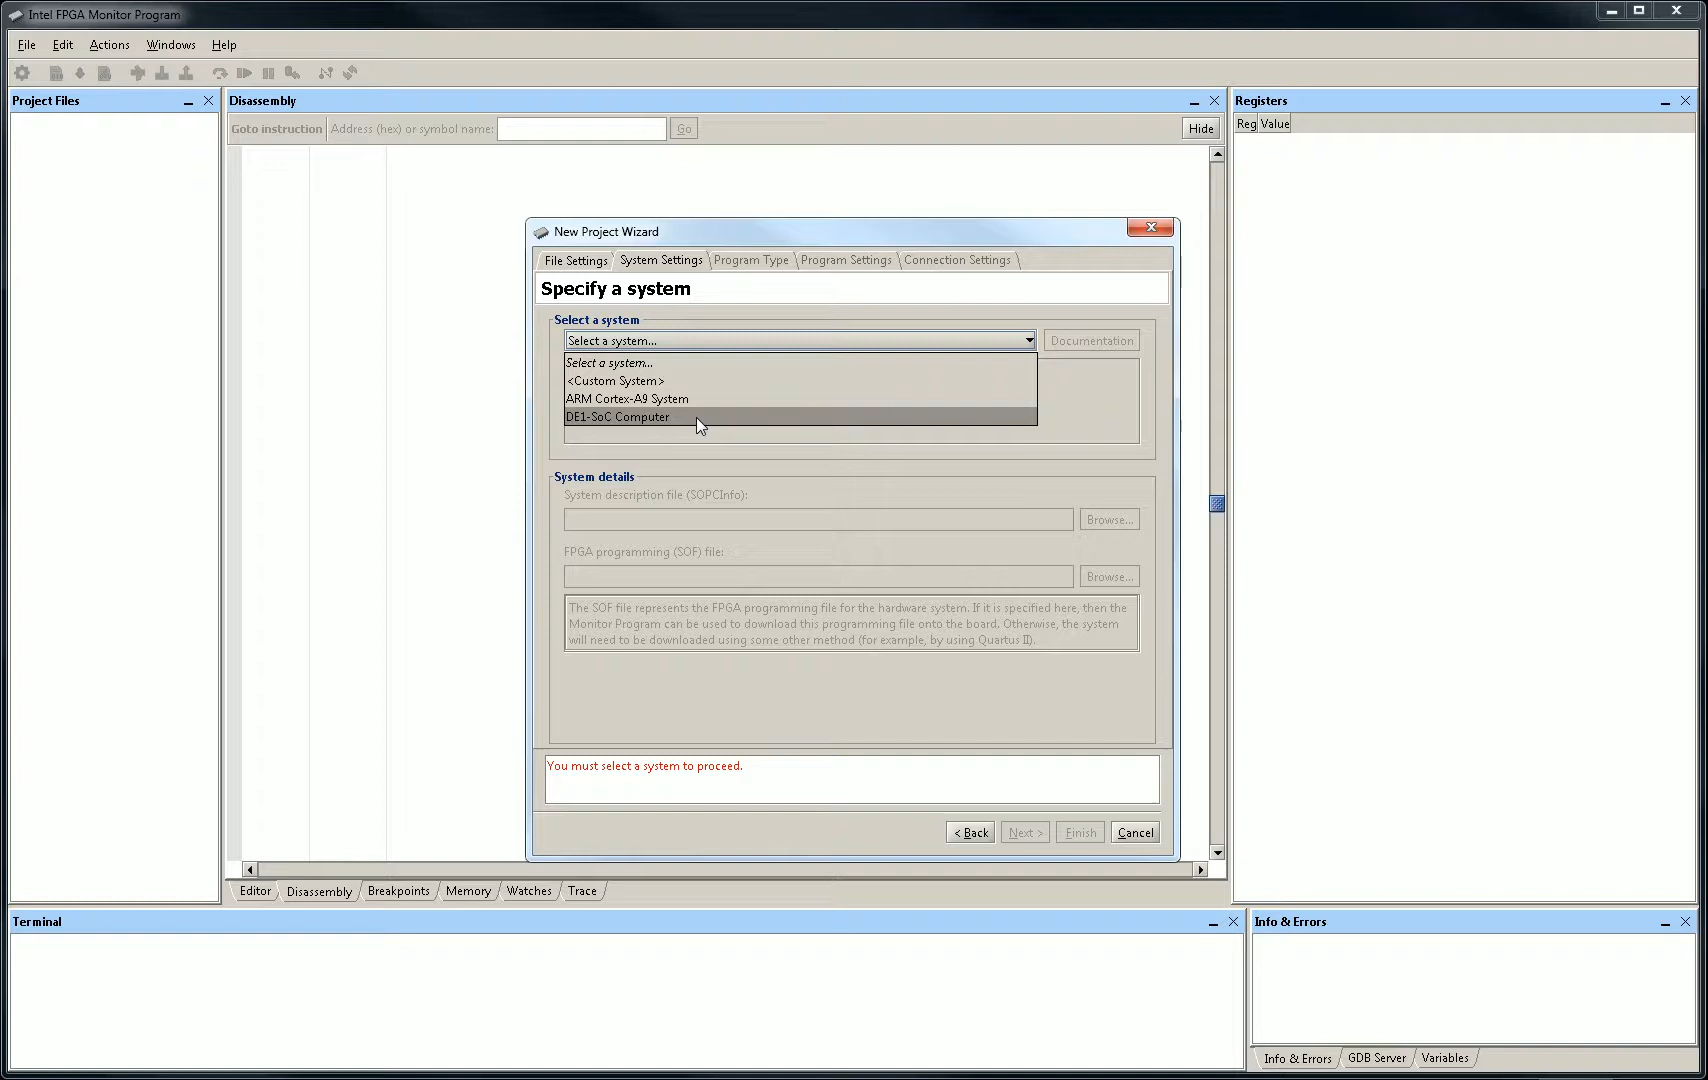 Intel FPGA Monitor Program
File Edit Actions Windows Help
Project Files
Disassembly
Registers
Goto instruction Address (hex) or symbol name: Go Hide
Reg Value
New Project Wizard
File Settings System Settings Program Type Program Settings Connection Settings
Specify a system
Select a system
Select a system... Documentation
Select a system...
<Custom System>
ARM Cortex-A9 System
DE1-SoC Computer
System details
System description file (SOPCInfo):
Browse...
FPGA programming (SOF) file:
Browse...
The SOF file represents the FPGA programming file for the hardware system. If it is specified here, then the
Monitor Program can be used to download this programming file onto the board. Otherwise, the system
will need to be downloaded using some other method (for example, by using Quartus II).
You must select a system to proceed.
< Back Next > Finish Cancel
Editor Disassembly Breakpoints Memory Watches Trace
Terminal
Info & Errors
Info & Errors GDB Server Variables